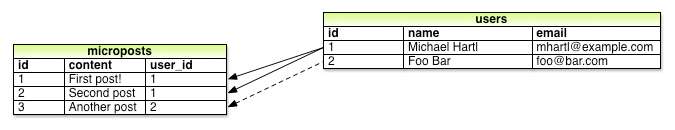 users
id name email
1 Michael Hartl mhartl@example.com
2 Foo Bar foo@bar.com
microposts
id content user_id
1 First post! 1
2 Second post 1
3 Another post 2